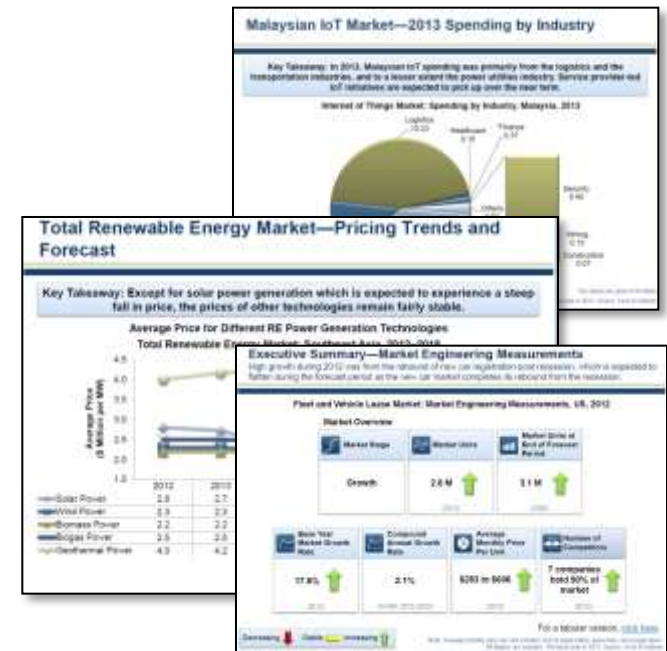 Malaysian IoT Market—2013 Spending by Industry
Key Takeaway: In 2013, Malaysian IoT spending was primarily from the logistics and the
transportation industries, and to a lesser extent the power utilities industry. Service provider-led
IoT initiatives are expected to pick up over the near term.
Internet of Things Market: Spending by Industry, Malaysia, 2013
Logistics
Healthcare
Finance
Others
Security
Mining
Construction
0.07
Total Renewable Energy Market—Pricing Trends and
Forecast
Key Takeaway: Except for solar power generation which is expected to experience a steep
fall in price, the prices of other technologies remain fairly stable.
Average Price for Different RE Power Generation Technologies
Total Renewable Energy Market: Southeast Asia, 2012–2018
Average Price
($ Million per MW)
4.5
4.0
3.5
3.0
2.5
2.0
1.5
2012 2013
Solar Power 2.8 2.7
Wind Power 2.3 2.3
Biomass Power 2.2 2.2
Biogas Power 2.5 2.5
Geothermal Power 4.0 4.2
Executive Summary—Market Engineering Measurements
High growth during 2012 was from the rebound of new car registration post recession, which is expected to
flatten during the forecast period as the new car market completes its rebound from the recession.
Fleet and Vehicle Lease Market: Market Engineering Measurements, US, 2012
Market Overview
Market Stage
Market Units
Market Units at
End of Forecast
Period
Growth
2.6 M
3.1 M
Base Year
Market Growth
Rate
Compound
Annual Growth
Rate
Average
Monthly Price
Per Unit
Number of
Competitors
17.6%
2.1%
7 companies
hold 90% of
market
For a tabular version, click here.
Decreasing Stable Increasing